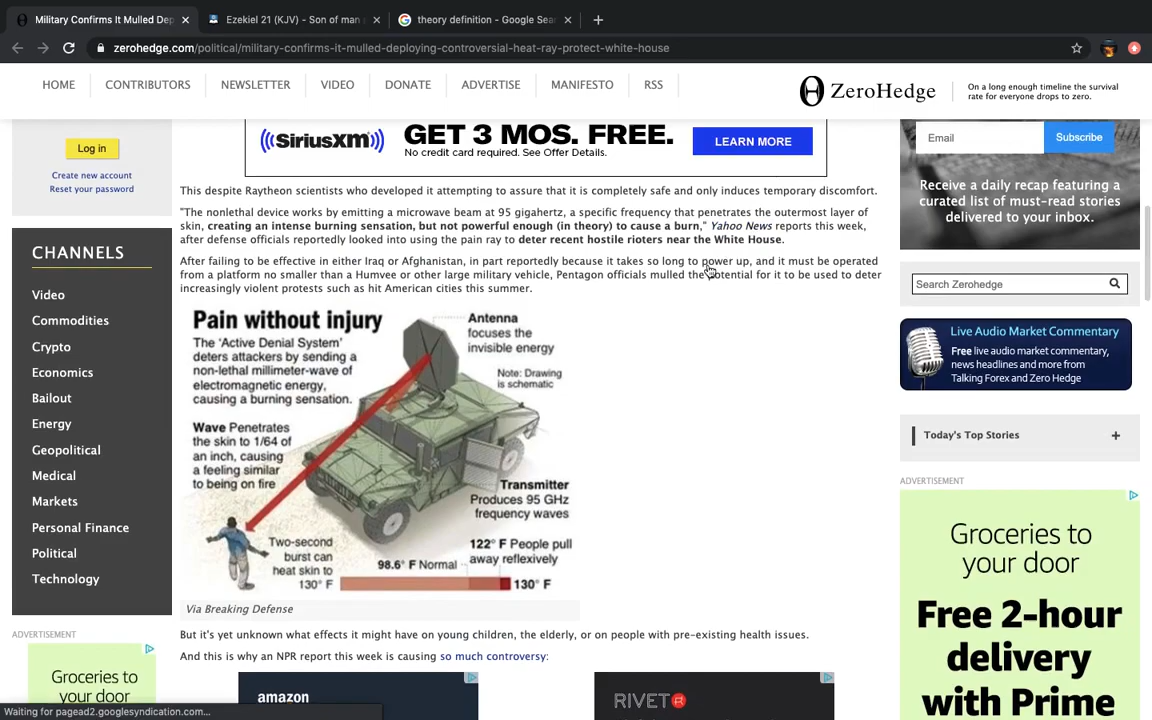 Military Confirms It Mulled Dep
Ezekiel 21 (KJV) - Son of man
theory definition - Google Sea
zerohedge.com/political/military-confirms-it-mulled-deploying-controversial-heat-ray-protect-white-house
HOME
CONTRIBUTORS
NEWSLETTER
VIDEO
DONATE
ADVERTISE
MANIFESTO
RSS
ZeroHedge
On a long enough timeline the survival
rate for everyone drops to zero.
Log in
Create new account
Reset your password
CHANNELS
Video
Commodities
Crypto
Economics
Bailout
Energy
Geopolitical
Medical
Markets
Personal Finance
Political
Technology
ADVERTISEMENT
Groceries to
your door
SiriusXM
GET 3 MOS. FREE.
No credit card required. See Offer Details.
LEARN MORE
This despite Raytheon scientists who developed it attempting to assure that it is completely safe and only induces temporary discomfort.
"The nonlethal device works by emitting a microwave beam at 95 gigahertz, a specific frequency that penetrates the outermost layer of
skin, creating an intense burning sensation, but not powerful enough (in theory) to cause a burn," Yahoo News reports this week,
after defense officials reportedly looked into using the pain ray to deter recent hostile rioters near the White House.
After failing to be effective in either Iraq or Afghanistan, in part reportedly because it takes so long to power up, and it must be operated
from a platform no smaller than a Humvee or other large military vehicle, Pentagon officials mulled the potential for it to be used to deter
increasingly violent protests such as hit American cities this summer.
Pain without injury
The 'Active Denial System'
deters attackers by sending a
non-lethal millimeter-wave of
electromagnetic energy,
causing a burning sensation.
Antenna
focuses the
invisible energy
Note: Drawing
is schematic
Wave Penetrates
the skin to 1/64 of
an inch, causing
a feeling similar
to being on fire
Transmitter
Produces 95 GHz
frequency waves
Two-second
burst can
heat skin to
130° F
98.6° F Normal
122° F People pull
away reflexively
130° F
Via Breaking Defense
But it's yet unknown what effects it might have on young children, the elderly, or on people with pre-existing health issues.
And this is why an NPR report this week is causing so much controversy:
amazon
RIVET
Email
Subscribe
Receive a daily recap featuring a
curated list of must-read stories
delivered to your inbox.
Search Zerohedge
Live Audio Market Commentary
Free live audio market commentary,
news headlines and more from
Talking Forex and Zero Hedge
Today's Top Stories
ADVERTISEMENT
Groceries to
your door
Free 2-hour
delivery
with Prime
Waiting for pagead2.googlesyndication.com...